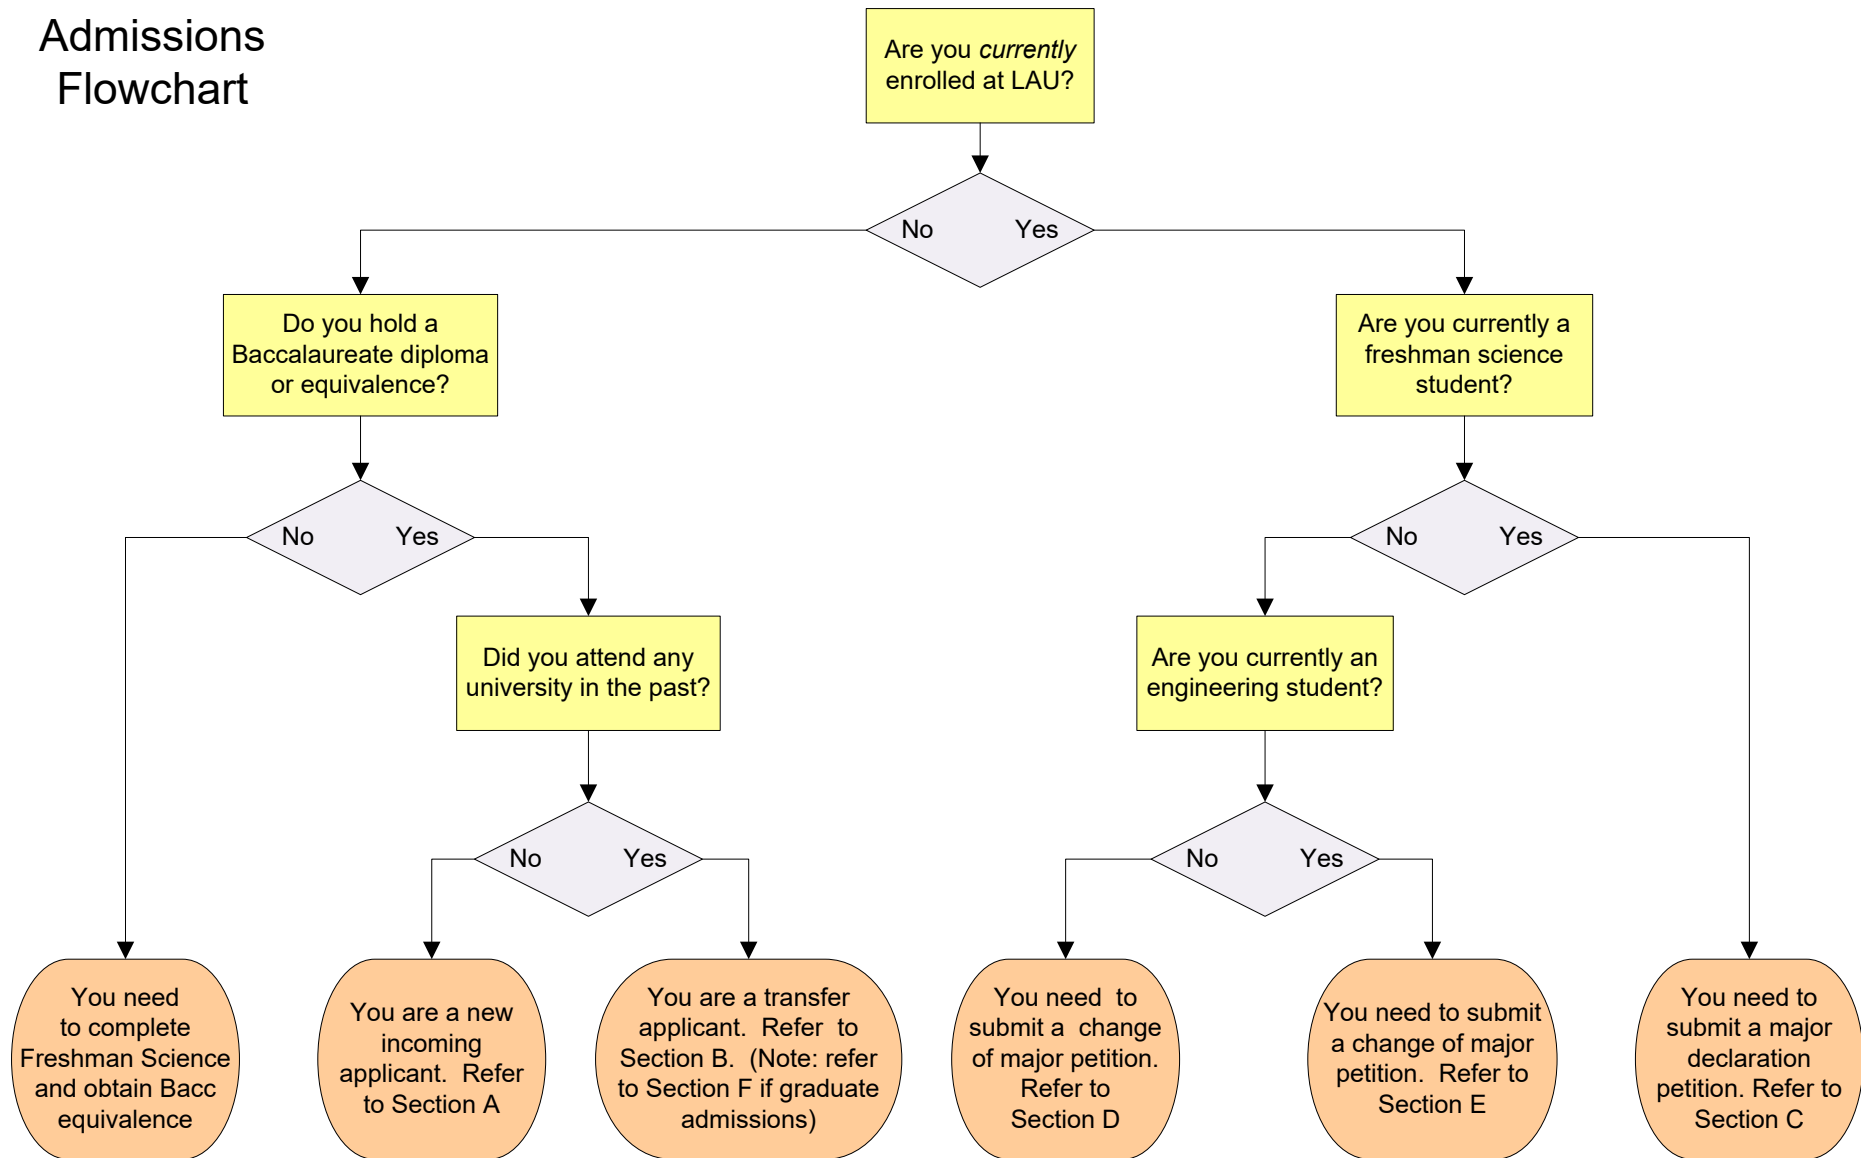 Admissions
Flowchart
Are you currently
enrolled at LAU?
No
Yes
Do you hold a
Baccalaureate diploma
or equivalence?
Are you currently a
freshman science
student?
No
Yes
No
Yes
Did you attend any
university in the past?
Are you currently an
engineering student?
No
Yes
No
Yes
You need
to complete
Freshman Science
and obtain Bacc
equivalence
You are a new
incoming
applicant. Refer
to Section A
You are a transfer
applicant. Refer to
Section B. (Note: refer
to Section F if graduate
admissions)
You need to
submit a change
of major petition.
Refer to
Section D
You need to submit
a change of major
petition. Refer to
Section E
You need to
submit a major
declaration
petition. Refer to
Section C